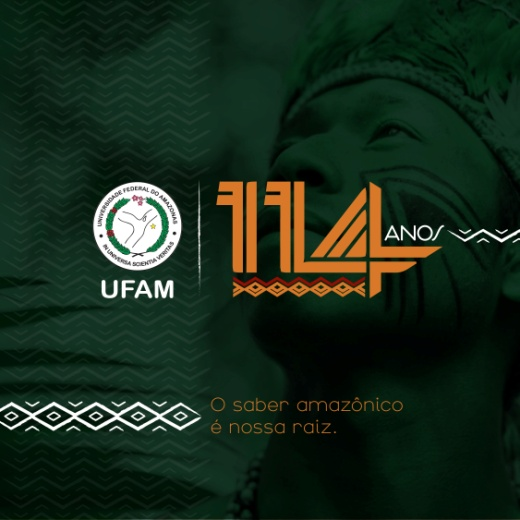 UNIVERSIDADE FEDERAL DO AMAZONAS
IN UNIVERSA SCIENTIA VERITAS
UFAM
114 ANOS
O saber amazônico
é nossa raiz.